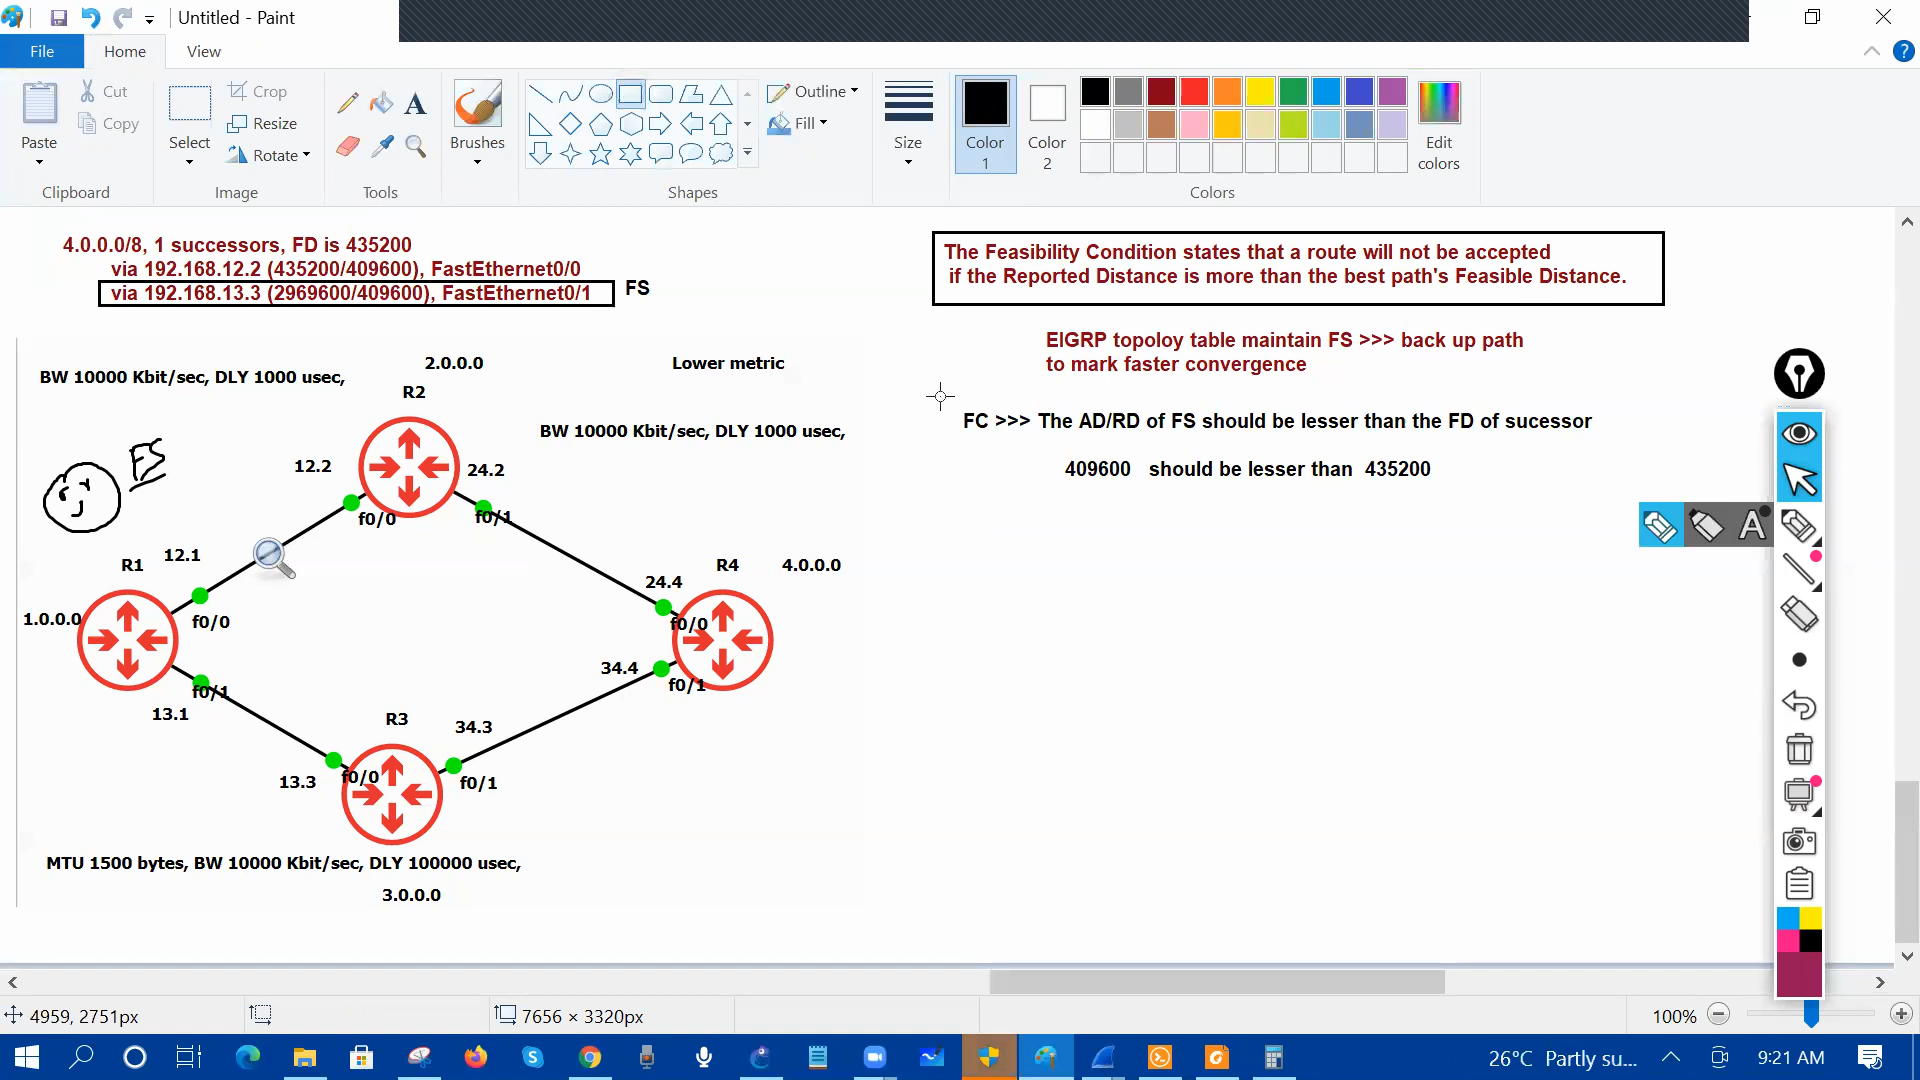 Untitled - Paint
File
Home
View
Paste
Cut
Copy
Clipboard
Select
Crop
Resize
Rotate
Image
Tools
Brushes
Shapes
Outline
Fill
Size
Color
1
Color
2
Edit
colors
Colors
4.0.0.0/8, 1 successors, FD is 435200
via 192.168.12.2 (435200/409600), FastEthernet0/0
via 192.168.13.3 (2969600/409600), FastEthernet0/1
FS
The Feasibility Condition states that a route will not be accepted
if the Reported Distance is more than the best path's Feasible Distance.
EIGRP topoloy table maintain FS >>> back up path
to mark faster convergence
FC >>> The AD/RD of FS should be lesser than the FD of sucessor
409600 should be lesser than 435200
2.0.0.0
Lower metric
BW 10000 Kbit/sec, DLY 1000 usec,
R2
BW 10000 Kbit/sec, DLY 1000 usec,
FS
12.2
24.2
f0/0
f0/1
R1
12.1
1.0.0.0
f0/0
24.4
R4
4.0.0.0
f0/0
34.4
f0/1
f0/1
13.1
R3
34.3
13.3
f0/0
f0/1
MTU 1500 bytes, BW 10000 Kbit/sec, DLY 100000 usec,
3.0.0.0
A
4959, 2751px
7656 × 3320px
100%
26°C Partly su...
9:21 AM